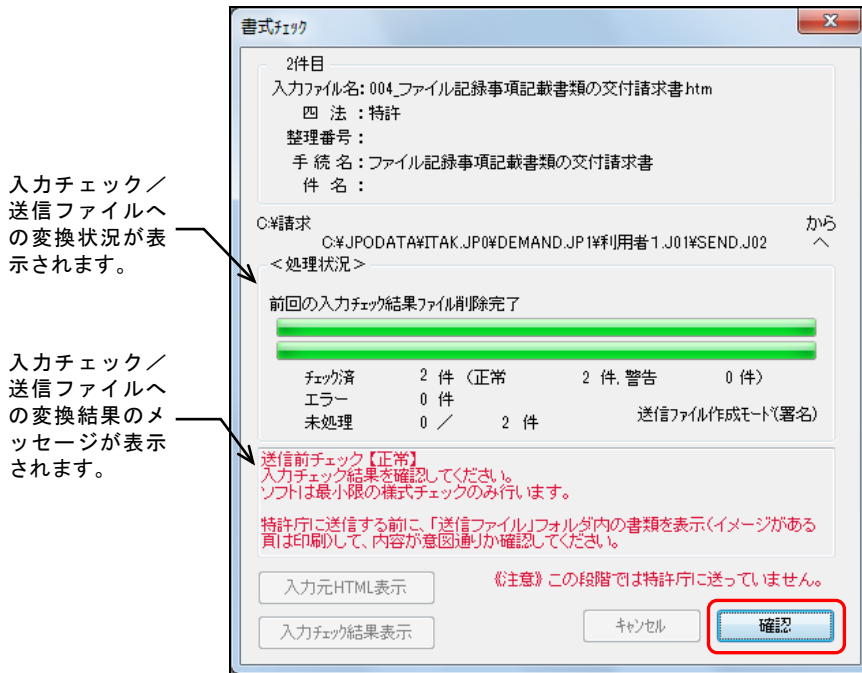 書式ﾁｪｯｸ
2件目
入力ﾌｧｲﾙ名：004_ファイル記録事項記載書類の交付請求書.htm
四 法 ：特許
整理番号：
手 続 名：ファイル記録事項記載書類の交付請求書
件 名 ：
入力チェック／
送信ファイルへ
の変換状況が表
示されます。
C:¥請求 から
C:¥JPODATA¥ITAK.JP0¥DEMAND.JP1¥利用者1.J01¥SEND.J02 へ
＜処理状況＞
前回の入力ﾁｪｯｸ結果ﾌｧｲﾙ削除完了
ﾁｪｯｸ済 2 件 （正常 2 件, 警告 0 件）
エラー 0 件
未処理 0 ／ 2 件 送信ﾌｧｲﾙ作成ﾓｰﾄﾞ(署名)
入力チェック／
送信ファイルへ
の変換結果のメ
ッセージが表示
されます。
送信前チェック【正常】
入力チェック結果を確認してください。
ソフトは最小限の様式チェックのみ行います。
特許庁に送信する前に、「送信ファイル」フォルダ内の書類を表示（イメージがある
頁は印刷）して、内容が意図通りか確認してください。
入力元HTML表示
《注意》この段階では特許庁に送っていません。
入力ﾁｪｯｸ結果表示
ｷｬﾝｾﾙ
確認